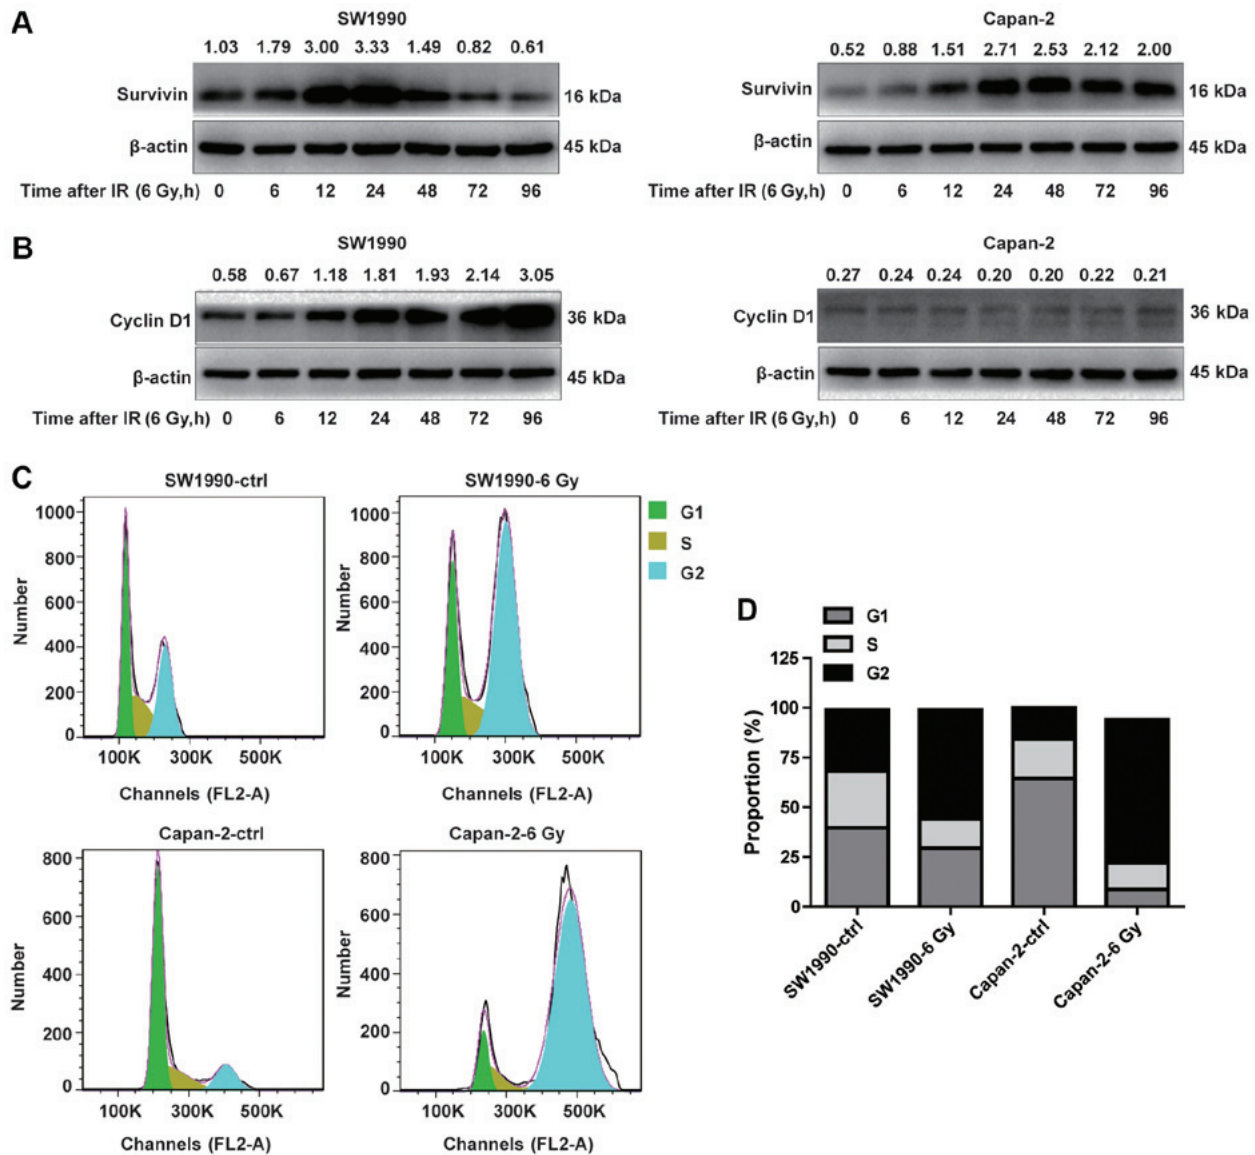 A
SW1990
1.03 1.79 3.00 3.33 1.49 0.82 0.61
Survivin 16 kDa
β-actin 45 kDa
Time after IR (6 Gy,h) 0 6 12 24 48 72 96
Capan-2
0.52 0.88 1.51 2.71 2.53 2.12 2.00
Survivin 16 kDa
β-actin 45 kDa
Time after IR (6 Gy,h) 0 6 12 24 48 72 96
B
SW1990
0.58 0.67 1.18 1.81 1.93 2.14 3.05
Cyclin D1 36 kDa
β-actin 45 kDa
Time after IR (6 Gy,h) 0 6 12 24 48 72 96
Capan-2
0.27 0.24 0.24 0.20 0.20 0.22 0.21
Cyclin D1 36 kDa
β-actin 45 kDa
Time after IR (6 Gy,h) 0 6 12 24 48 72 96
C
SW1990-ctrl
Number
1000
800
600
400
200
0
100K 300K 500K
Channels (FL2-A)
SW1990-6 Gy
Number
1000
800
600
400
200
0
100K 300K 500K
Channels (FL2-A)
G1
S
G2
Capan-2-ctrl
Number
800
600
400
200
0
100K 300K 500K
Channels (FL2-A)
Capan-2-6 Gy
Number
800
600
400
200
0
100K 300K 500K
Channels (FL2-A)
D
G1
S
G2
Proportion (%)
125
100
75
50
25
0
SW1990-ctrl
SW1990-6 Gy
Capan-2-ctrl
Capan-2-6 Gy